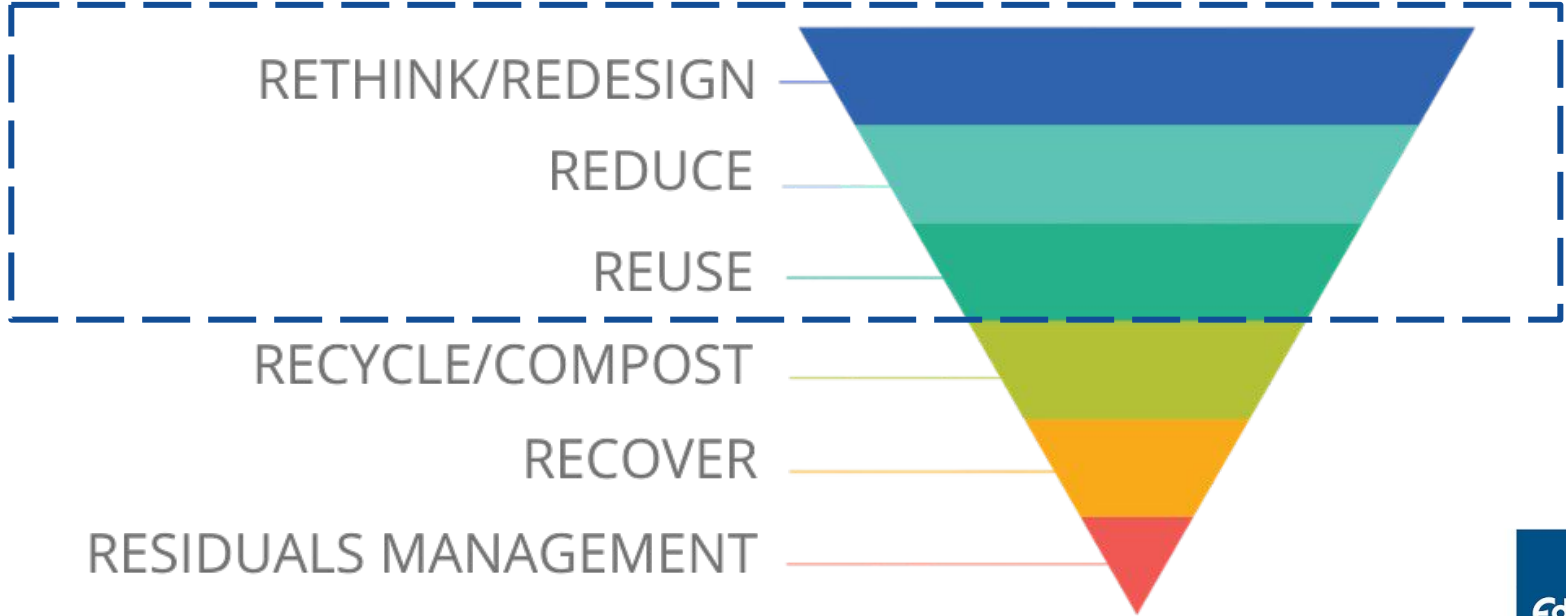 RETHINK/REDESIGN
REDUCE
REUSE
RECYCLE/COMPOST
RECOVER
RESIDUALS MANAGEMENT